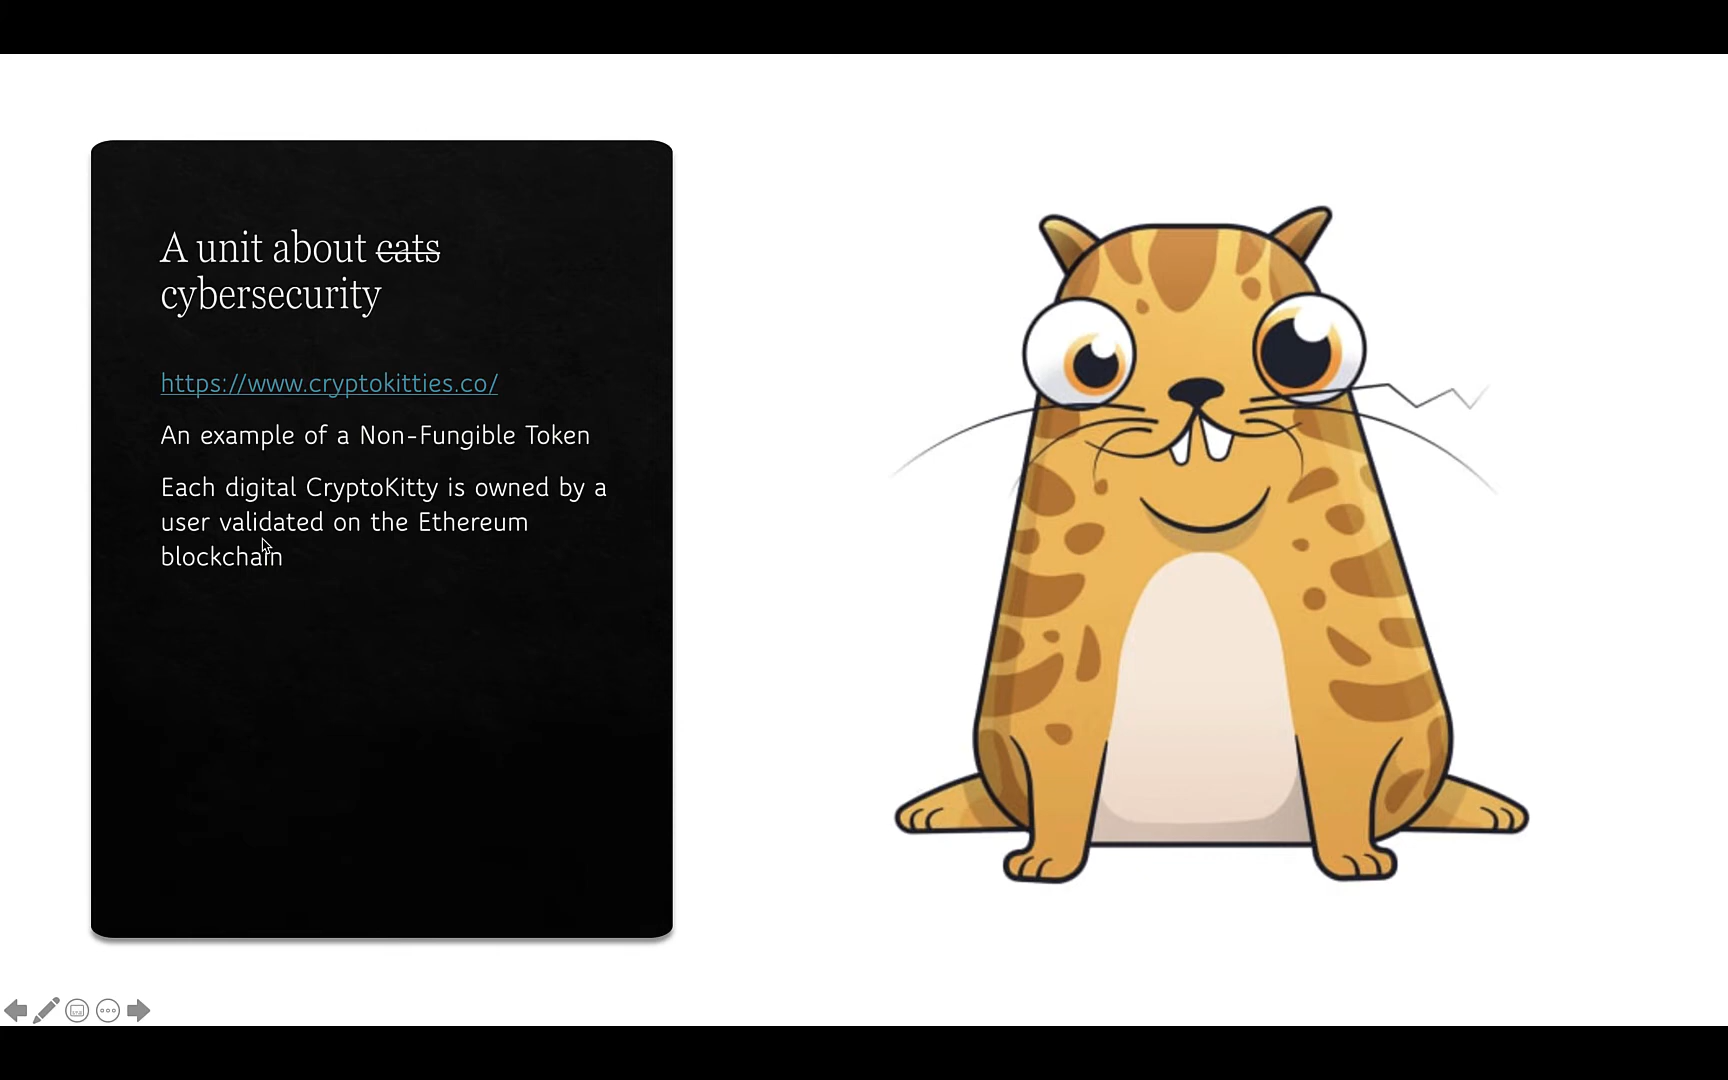 A unit about cats
cybersecurity
https://www.cryptokitties.co/
An example of a Non-Fungible Token
Each digital CryptoKitty is owned by a
user validated on the Ethereum
blockchain